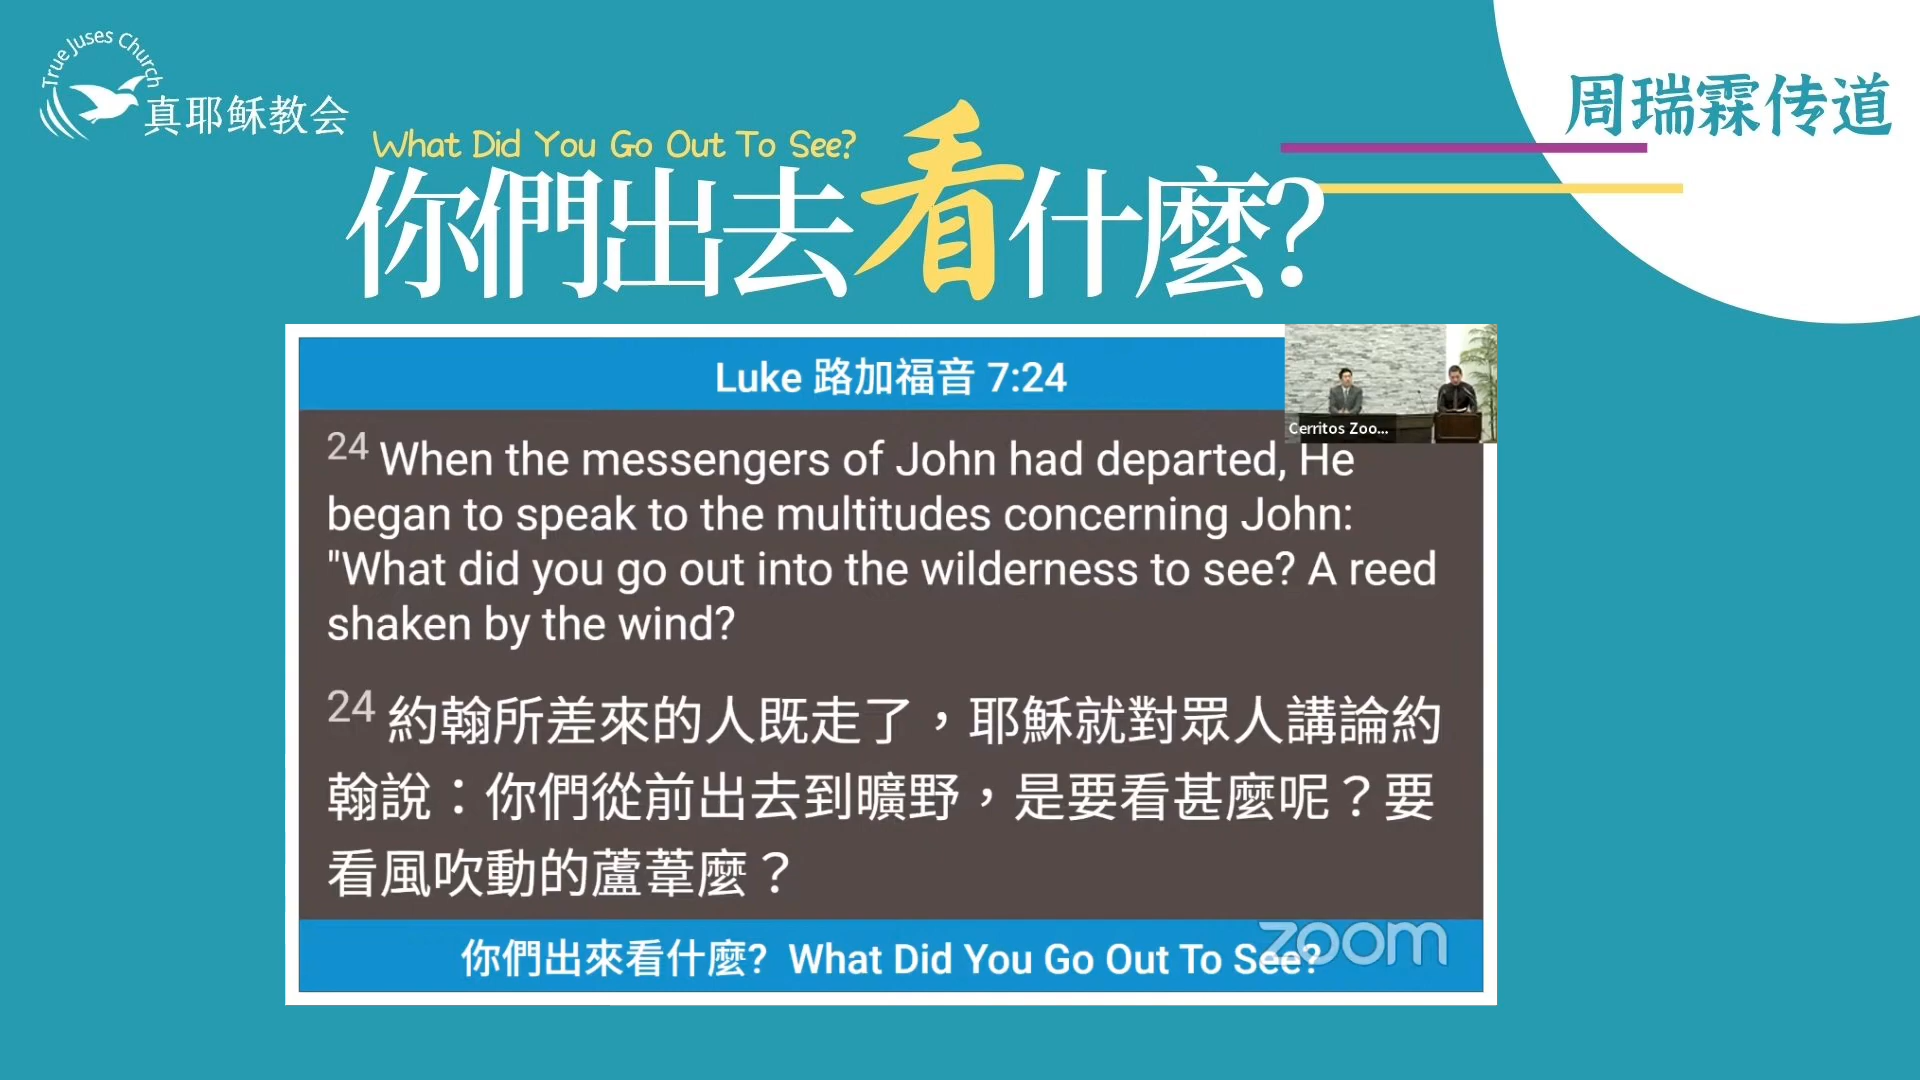 True Juses Church
真耶稣教会
周瑞霖传道
What Did You Go Out To See?
你們出去看什麼?
Luke 路加福音 7:24
Cerritos Zoo...
24 When the messengers of John had departed, He
began to speak to the multitudes concerning John:
"What did you go out into the wilderness to see? A reed
shaken by the wind?
24 約翰所差來的人既走了，耶穌就對眾人講論約
翰說：你們從前出去到曠野，是要看甚麼呢？要
看風吹動的蘆葦麼？
你們出來看什麼? What Did You Go Out To See?
zoom